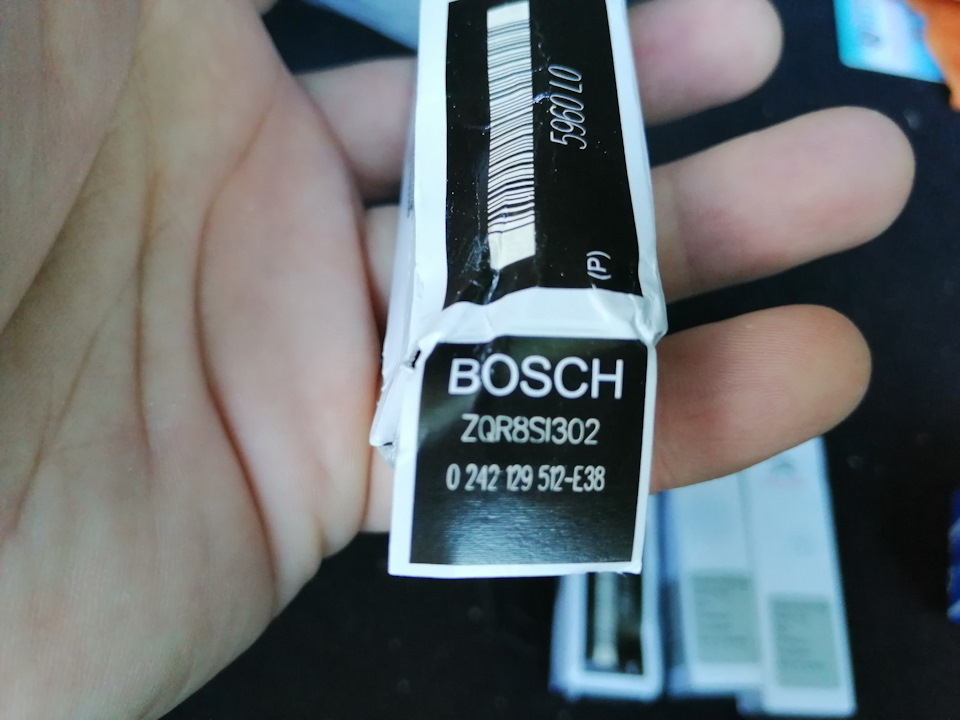 5960 L0
(P)
BOSCH
ZQR8SI302
0 242 129 512-E38